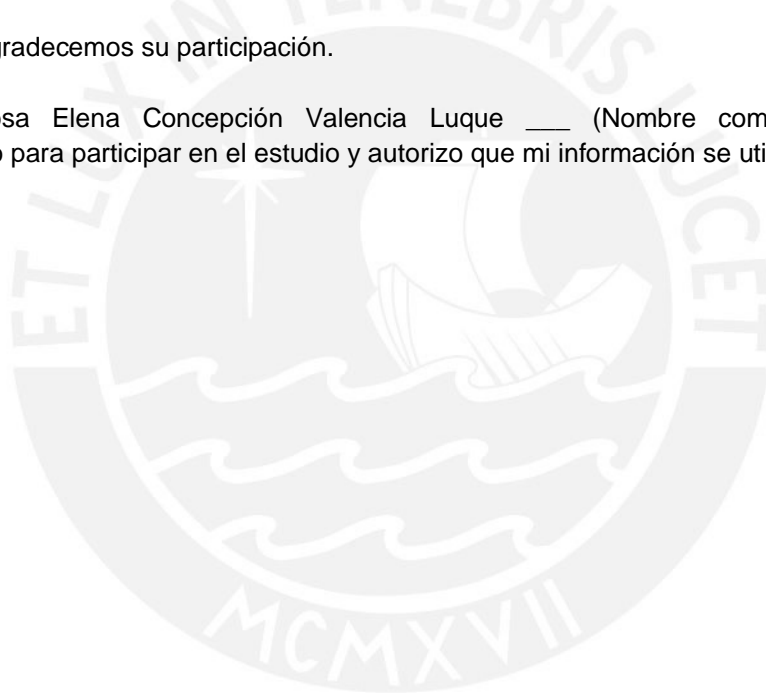 gradecemos su participación.
osa Elena Concepción Valencia Luque ___ (Nombre com
o para participar en el estudio y autorizo que mi información se uti
ET LUX IN TENEBRIS LUCET
MCMXVII